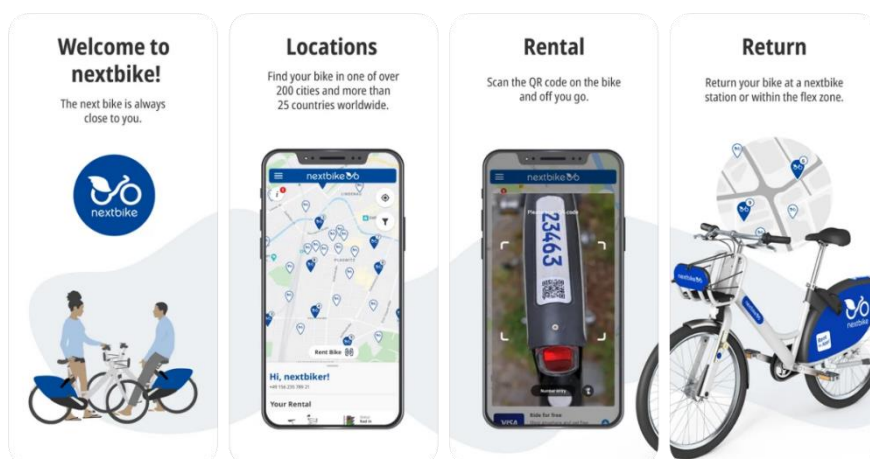 Welcome to
nextbike!
The next bike is always
close to you.
nextbike
Locations
Find your bike in one of over
200 cities and more than
25 countries worldwide.
nextbike
LINDENAU
PLAGWITZ
Rent Bike
Hi, nextbiker!
Your Rental
Rental
Scan the QR code on the bike
and off you go.
nextbike
23463
Ride for free
VISA
Return
Return your bike at a nextbike
station or within the flex zone.
nextbike
nextbike